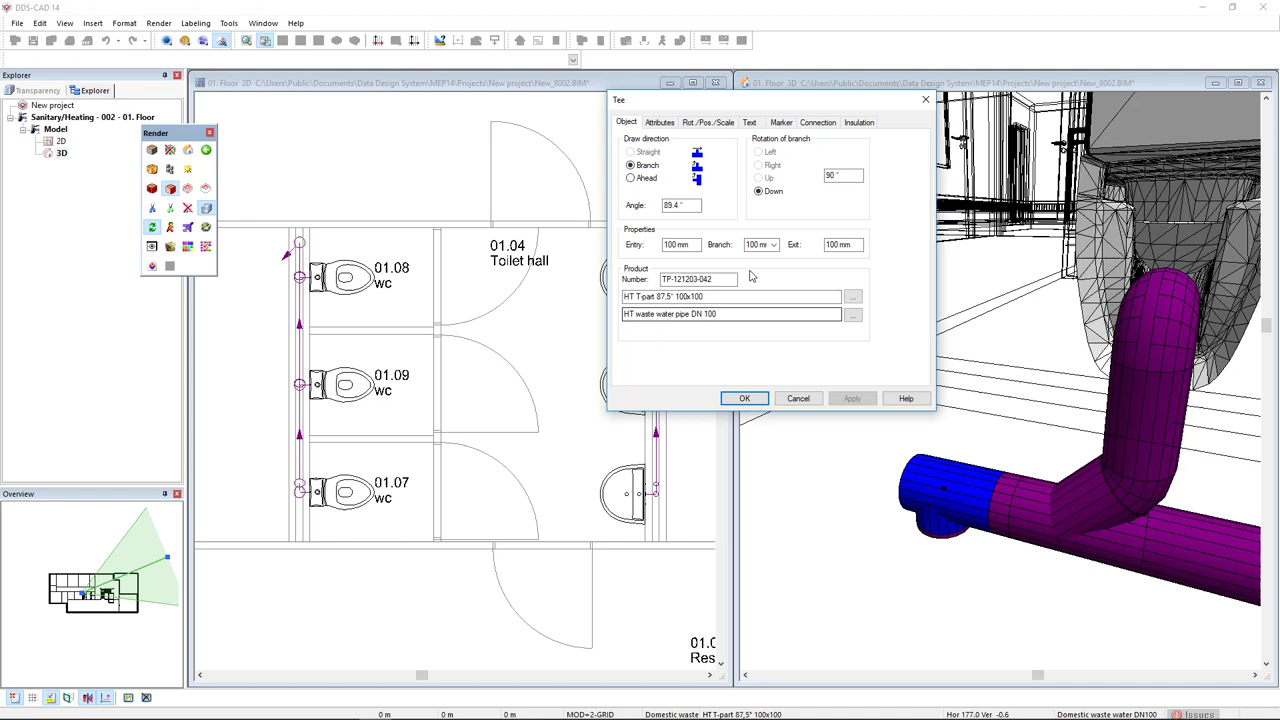 DDS-CAD 14
File Edit View Insert Format Render Labeling Tools Window Help
Explorer
Transparency Explorer
New project
Sanitary/Heating - 002 - 01. Floor
Model
2D
3D
Render
Overview
01. Floor 2D C:\Users\Public\Documents\Data Design System\MEP14\Projects\New project\New_8002.BIM*
01. Floor 3D C:\Users\Public\Documents\Data Design System\MEP14\Projects\New project\New_8002.BIM*
01.04
Toilet hall
01.08
WC
01.09
WC
01.07
WC
01.0
Res
Tee
Object Attributes Rot./Pos./Scale Text Marker Connection Insulation
Draw direction
Straight
Branch
Ahead
Angle: 89.4 °
Rotation of branch
Left
Right
Up
Down
90 °
Properties
Entry: 100 mm Branch: 100 mr Exit: 100 mm
Product
Number: TP-121203-042
HT T-part 87,5° 100x100 ...
HT waste water pipe DN 100 ...
OK Cancel Apply Help
0 m 0 m 0 m MOD=2-GRID Domestic waste HT T-part 87,5° 100x100 Hor 177.0 Ver -0.6 Domestic waste water DN100 Issues